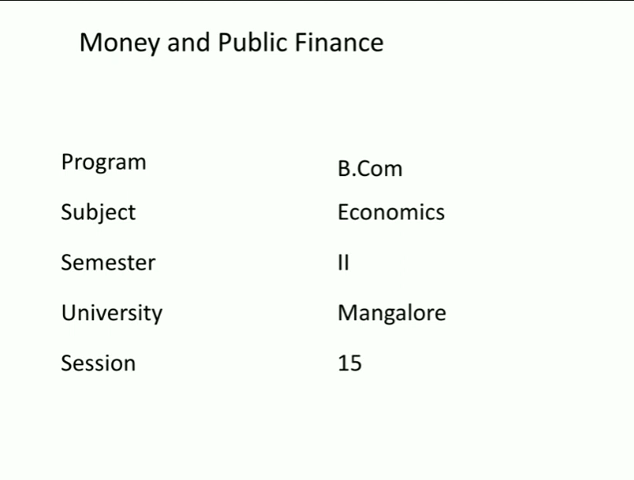 Money and Public Finance
Program B.Com
Subject Economics
Semester II
University Mangalore
Session 15